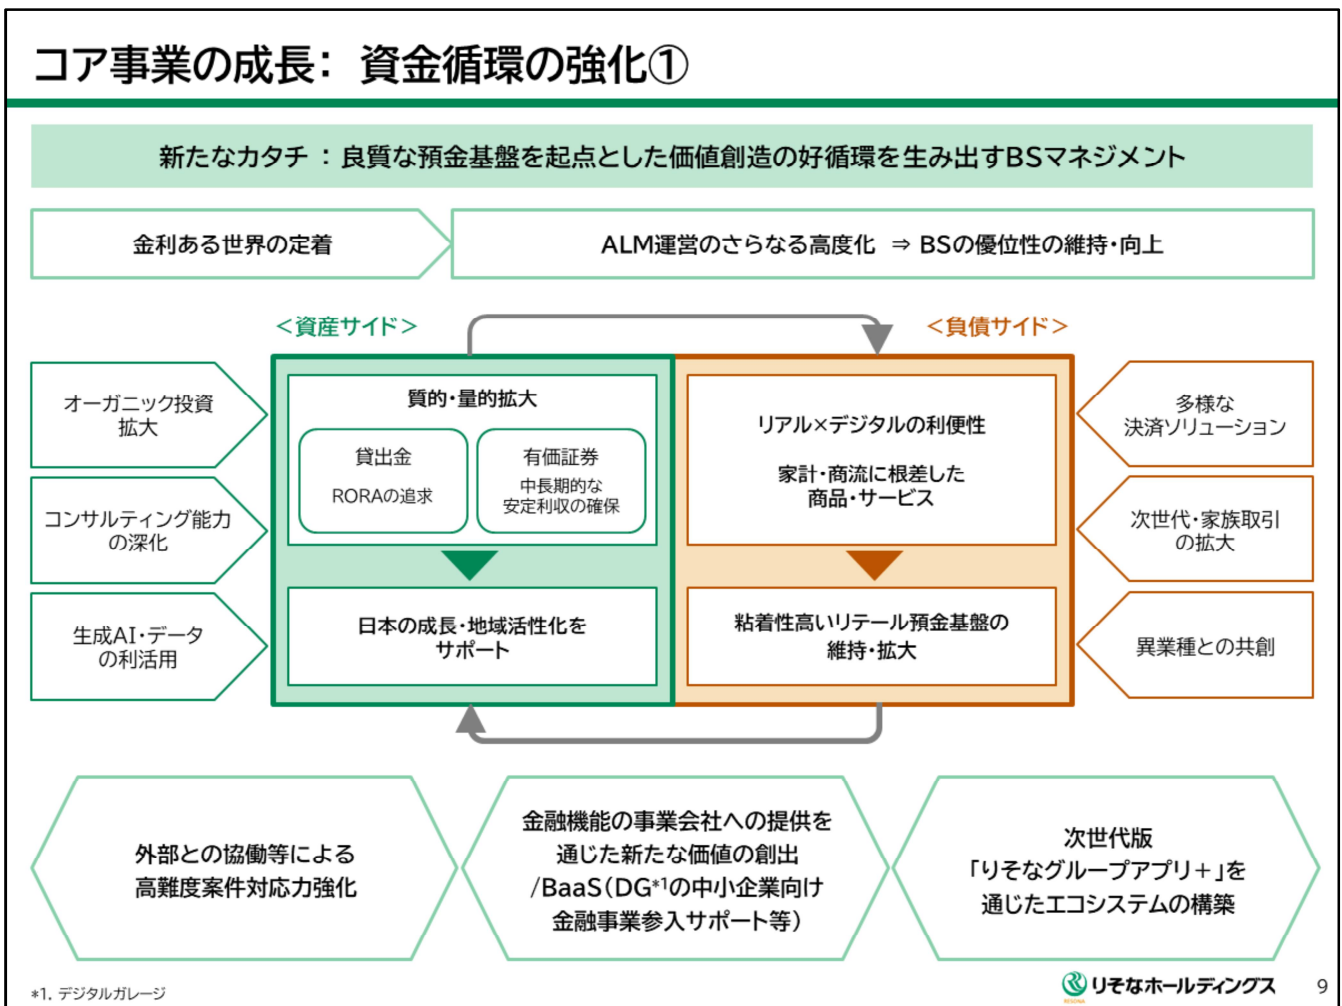 コア事業の成長： 資金循環の強化①
新たなカタチ ： 良質な預金基盤を起点とした価値創造の好循環を生み出すBSマネジメント
金利ある世界の定着
ALM運営のさらなる高度化 ⇒ BSの優位性の維持・向上
＜資産サイド＞
＜負債サイド＞
オーガニック投資
拡大
コンサルティング能力
の深化
生成AI・データ
の利活用
質的・量的拡大
貸出金
RORAの追求
有価証券
中長期的な
安定利収の確保
日本の成長・地域活性化を
サポート
リアル×デジタルの利便性
家計・商流に根差した
商品・サービス
粘着性高いリテール預金基盤の
維持・拡大
多様な
決済ソリューション
次世代・家族取引
の拡大
異業種との共創
外部との協働等による
高難度案件対応力強化
金融機能の事業会社への提供を
通じた新たな価値の創出
/BaaS（DG*1の中小企業向け
金融事業参入サポート等）
次世代版
「りそなグループアプリ＋」を
通じたエコシステムの構築
*1. デジタルガレージ
RESONA
りそなホールディングス
9